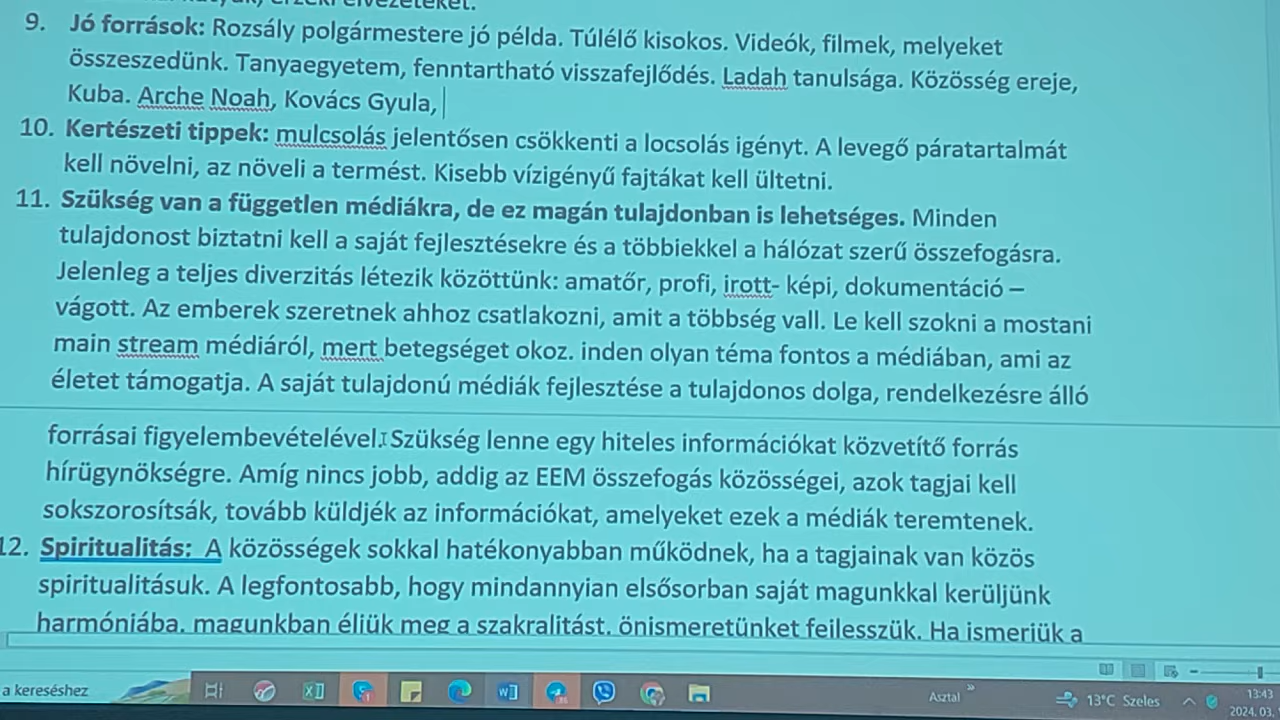 9. Jó források: Rozsály polgármestere jó példa. Túlélő kisokos. Videók, filmek, melyeket
összeszedünk. Tanyaegyetem, fenntartható visszafejlődés. Ladah tanulsága. Közösség ereje,
Kuba. Arche Noah, Kovács Gyula,
10. Kertészeti tippek: mulcsolás jelentősen csökkenti a locsolás igényt. A levegő páratartalmát
kell növelni, az növeli a termést. Kisebb vízigényű fajtákat kell ültetni.
11. Szükség van a független médiákra, de ez magán tulajdonban is lehetséges. Minden
tulajdonost biztatni kell a saját fejlesztésekre és a többiekkel a hálózat szerű összefogásra.
Jelenleg a teljes diverzitás létezik közöttünk: amatőr, profi, irott- képi, dokumentáció –
vágott. Az emberek szeretnek ahhoz csatlakozni, amit a többség vall. Le kell szokni a mostani
main stream médiáról, mert betegséget okoz. inden olyan téma fontos a médiában, ami az
életet támogatja. A saját tulajdonú médiák fejlesztése a tulajdonos dolga, rendelkezésre álló
forrásai figyelembevételével. Szükség lenne egy hiteles információkat közvetítő forrás
hírügynökségre. Amíg nincs jobb, addig az EEM összefogás közösségei, azok tagjai kell
sokszorosítsák, tovább küldjék az információkat, amelyeket ezek a médiák teremtenek.
12. Spiritualitás: A közösségek sokkal hatékonyabban működnek, ha a tagjainak van közös
spiritualitásuk. A legfontosabb, hogy mindannyian elsősorban saját magunkkal kerüljünk
harmóniába, magunkban éljük meg a szakralitást, önismeretünket fejlesszük. Ha ismerjük a
a kereséshez
Asztal
13°C Szeles
13:43
2024.03.